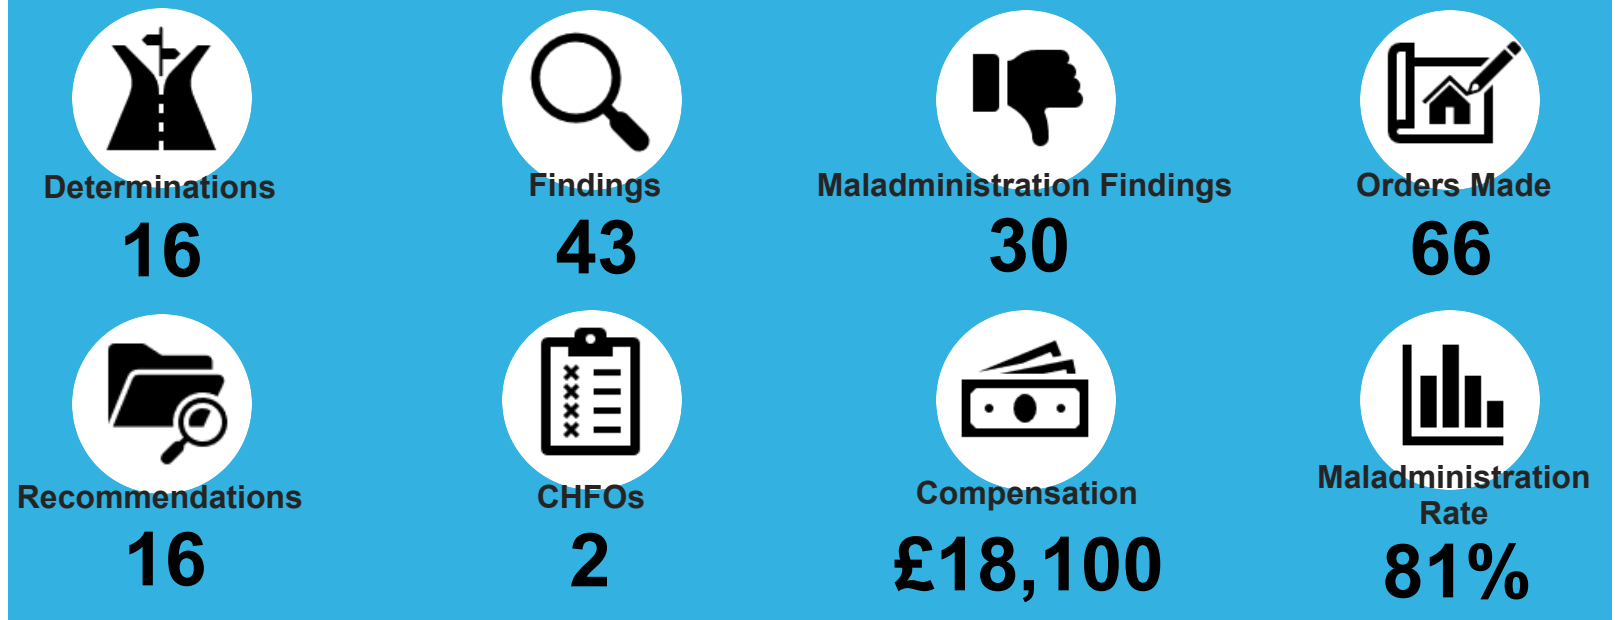 Determinations
16
Findings
43
Maladministration Findings
30
Orders Made
66
Recommendations
16
CHFOs
2
Compensation
£18,100
Maladministration
Rate
81%